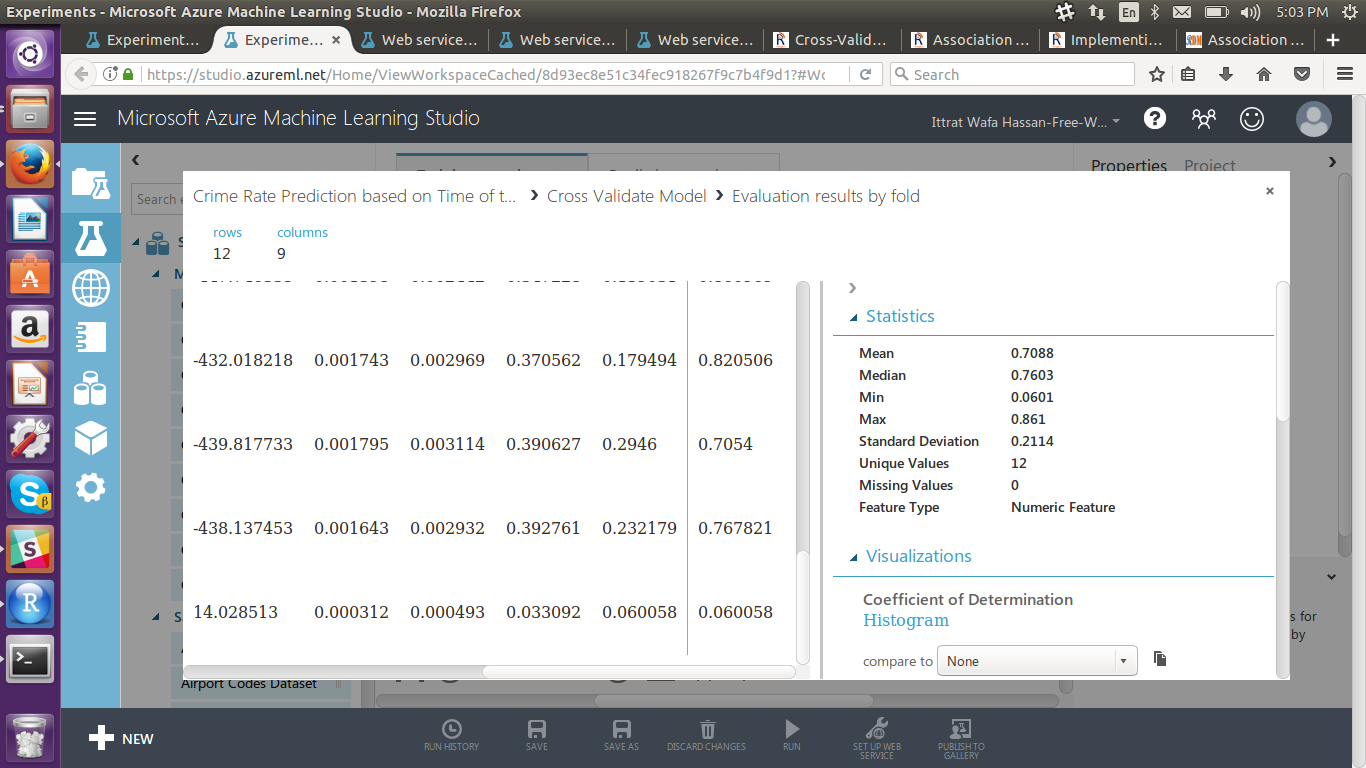 Experiments - Microsoft Azure Machine Learning Studio - Mozilla Firefox
En
5:03 PM
Experiment...
Experime...
Web service...
Web service...
Web service...
Cross-Valid...
Association ...
Implementi...
Association ...
https://studio.azureml.net/Home/ViewWorkspaceCached/8d93ec8e51c34fec918267f9c7b4f9d1?#Wo
Search
Microsoft Azure Machine Learning Studio
Ittrat Wafa Hassan-Free-W...
Properties Project
Search e
Crime Rate Prediction based on Time of t... > Cross Validate Model > Evaluation results by fold
rows columns
12 9
-432.018218 0.001743 0.002969 0.370562 0.179494 0.820506
-439.817733 0.001795 0.003114 0.390627 0.2946 0.7054
-438.137453 0.001643 0.002932 0.392761 0.232179 0.767821
14.028513 0.000312 0.000493 0.033092 0.060058 0.060058
Statistics
Mean 0.7088
Median 0.7603
Min 0.0601
Max 0.861
Standard Deviation 0.2114
Unique Values 12
Missing Values 0
Feature Type Numeric Feature
Visualizations
Coefficient of Determination
Histogram
compare to None
s for
by
Airport Codes Dataset
NEW
RUN HISTORY
SAVE
SAVE AS
DISCARD CHANGES
RUN
SET UP WEB
SERVICE
PUBLISH TO
GALLERY